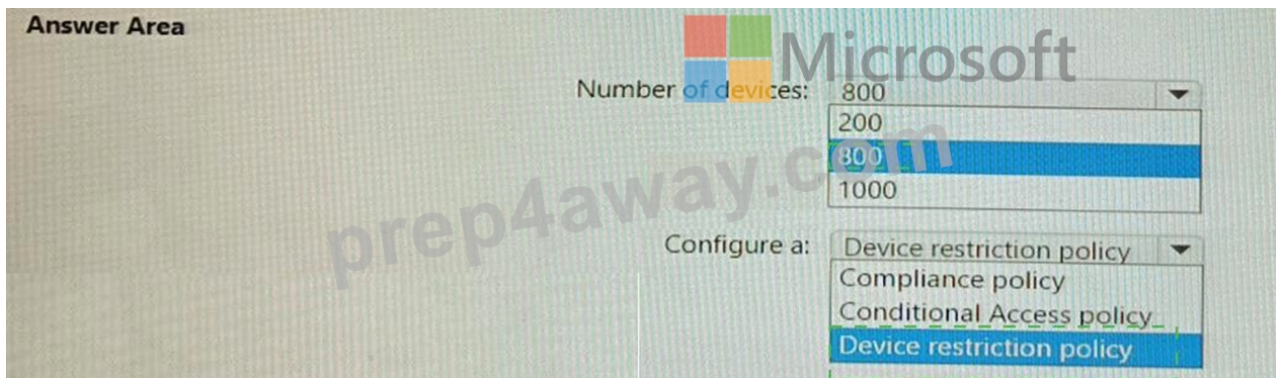 Answer Area
Microsoft
Number of devices: 800
200
800
1000
prep4away.com
Configure a: Device restriction policy
Compliance policy
Conditional Access policy
Device restriction policy